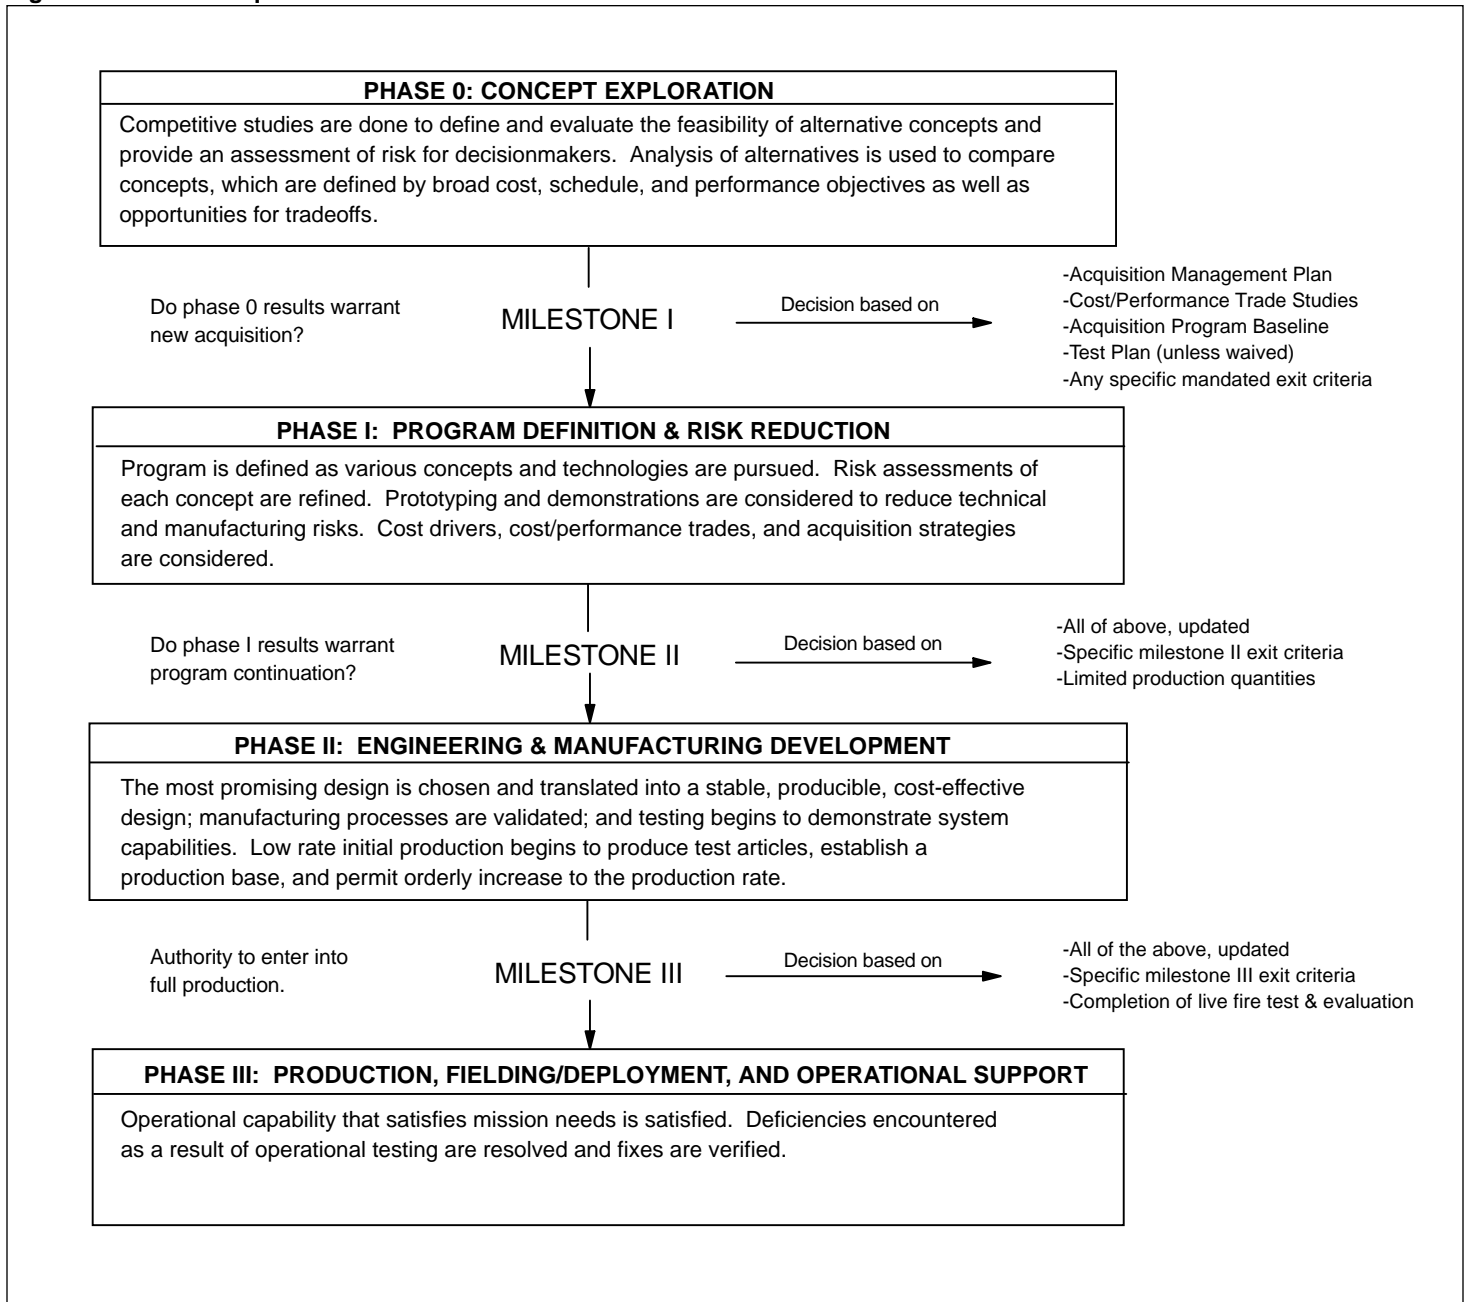 PHASE 0: CONCEPT EXPLORATION
Competitive studies are done to define and evaluate the feasibility of alternative concepts and
provide an assessment of risk for decisionmakers. Analysis of alternatives is used to compare
concepts, which are defined by broad cost, schedule, and performance objectives as well as
opportunities for tradeoffs.
Do phase 0 results warrant
new acquisition?
MILESTONE I
Decision based on
-Acquisition Management Plan
-Cost/Performance Trade Studies
-Acquisition Program Baseline
-Test Plan (unless waived)
-Any specific mandated exit criteria
PHASE I: PROGRAM DEFINITION & RISK REDUCTION
Program is defined as various concepts and technologies are pursued. Risk assessments of
each concept are refined. Prototyping and demonstrations are considered to reduce technical
and manufacturing risks. Cost drivers, cost/performance trades, and acquisition strategies
are considered.
Do phase I results warrant
program continuation?
MILESTONE II
Decision based on
-All of above, updated
-Specific milestone II exit criteria
-Limited production quantities
PHASE II: ENGINEERING & MANUFACTURING DEVELOPMENT
The most promising design is chosen and translated into a stable, producible, cost-effective
design; manufacturing processes are validated; and testing begins to demonstrate system
capabilities. Low rate initial production begins to produce test articles, establish a
production base, and permit orderly increase to the production rate.
Authority to enter into
full production.
MILESTONE III
Decision based on
-All of the above, updated
-Specific milestone III exit criteria
-Completion of live fire test & evaluation
PHASE III: PRODUCTION, FIELDING/DEPLOYMENT, AND OPERATIONAL SUPPORT
Operational capability that satisfies mission needs is satisfied. Deficiencies encountered
as a result of operational testing are resolved and fixes are verified.